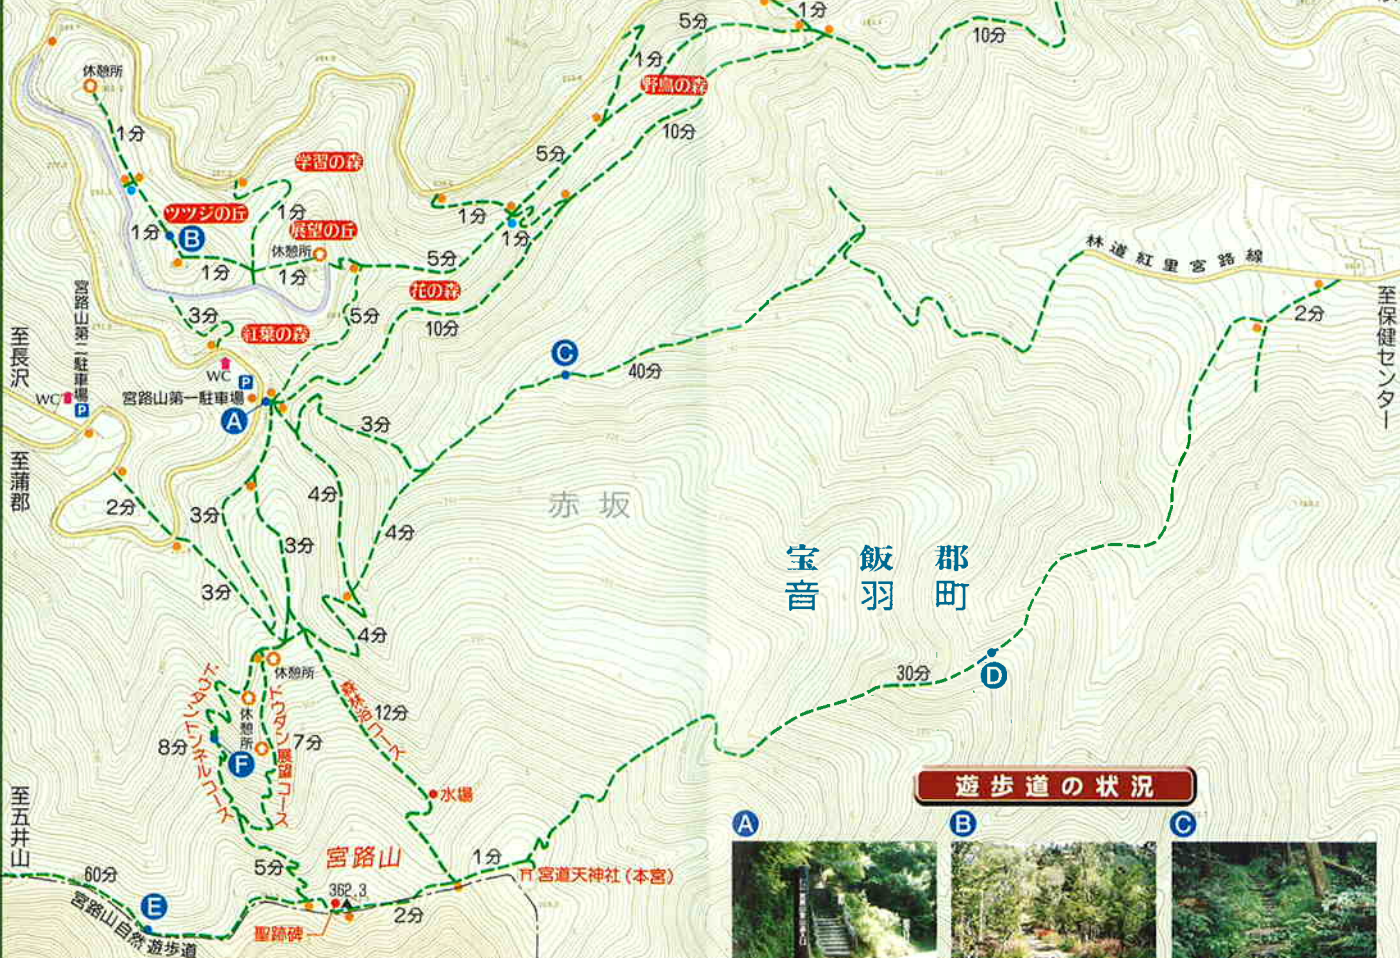 5分
1分
10分
1分
野鳥の森
10分
休憩所
1分
学習の森
5分
ツツジの丘
1分
B
1分
展望の丘
休憩所
1分
1分
1分
1分
5分
花の森
林道紅里宮路線
至保健センター
2分
宮路山第二駐車場
3分
紅葉の森
5分
10分
至長沢
WC
P
WC
P
宮路山第一駐車場
A
C
40分
3分
至蒲郡
2分
3分
4分
赤坂
3分
4分
宝飯郡
音羽町
3分
4分
休憩所
30分
D
ドウダントンネルコース
休憩所
ドウダン展望コース
森林浴コース
12分
8分
7分
F
水場
遊歩道の状況
A
B
C
至五井山
宮路山
5分
1分
宮道天神社(本宮)
60分
362.3
2分
E
宮路山自然遊歩道
聖跡碑